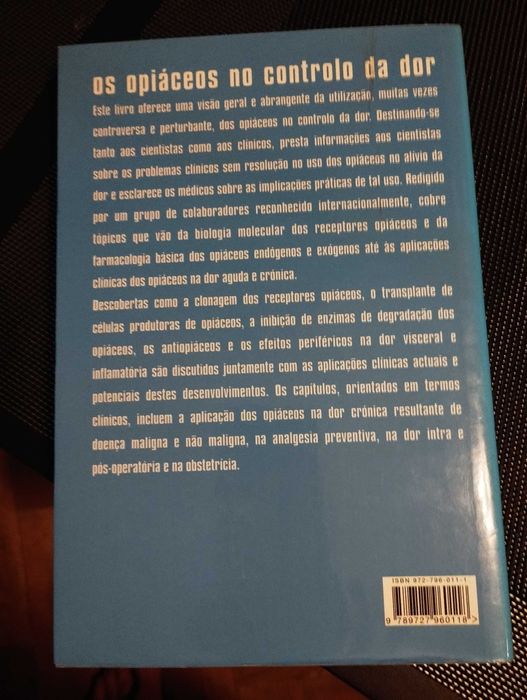 os opiáceos no controlo da dor
Este livro oferece uma visão geral e abrangente da utilização, muitas vezes
controversa e perturbante, dos opiáceos no controlo da dor. Destinando-se
tanto aos cientistas como aos clínicos, presta informações aos cientistas
sobre os problemas clínicos sem resolução no uso dos opiáceos no alívio da
dor e esclarece os médicos sobre as implicações práticas de tal uso. Redigido
por um grupo de colaboradores reconhecido internacionalmente, cobre
tópicos que vão da biologia molecular dos receptores opiáceos e da
farmacologia básica dos opiáceos endógenos e exógenos até às aplicações
clínicas dos opiáceos na dor aguda e crónica.
Descobertas como a clonagem dos receptores opiáceos, o transplante de
células produtoras de opiáceos, a inibição de enzimas de degradação dos
opiáceos, os antiopiáceos e os efeitos periféricos na dor visceral e
inflamatória são discutidos juntamente com as aplicações clínicas actuais e
potenciais destes desenvolvimentos. Os capítulos, orientados em termos
clínicos, incluem a aplicação dos opiáceos na dor crónica resultante de
doença maligna e não maligna, na analgesia preventiva, na dor intra e
pós-operatória e na obstetrícia.
ISBN 972-796-011-1
9 789727 960118